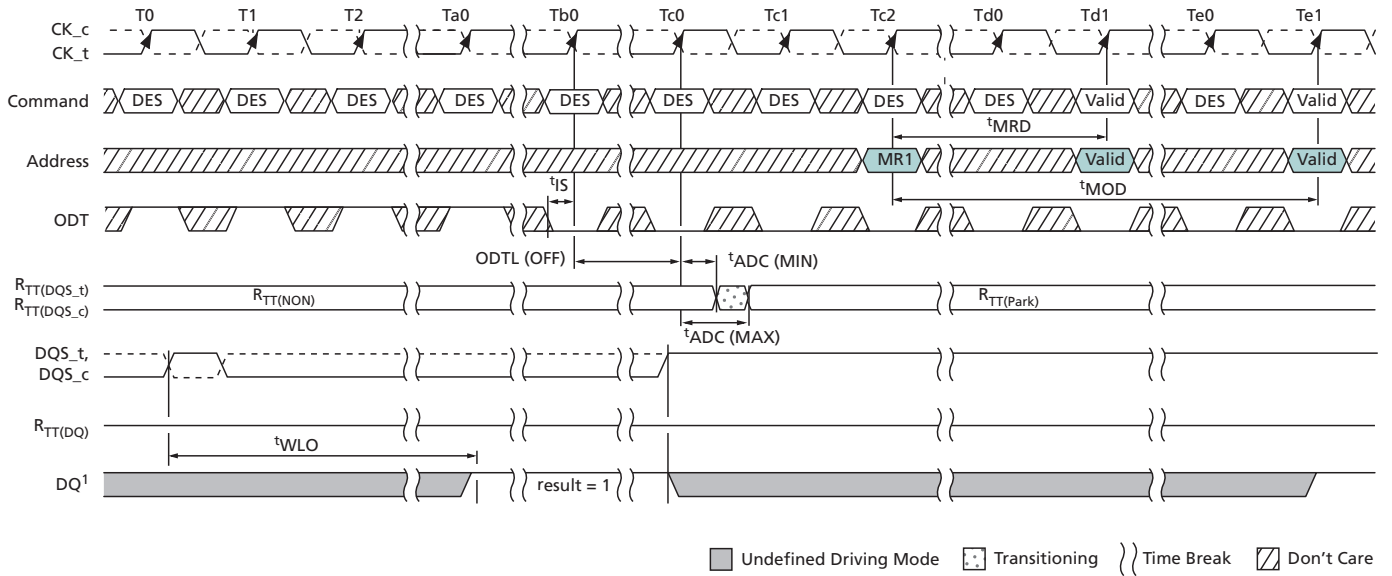 T0 T1 T2 Ta0 Tb0 Tc0 Tc1 Tc2 Td0 Td1 Te0 Te1
CK_c
CK_t
Command DES DES DES DES DES DES DES DES DES Valid DES Valid
tMRD
Address MR1 Valid Valid
tIS tMOD
ODT
ODTL (OFF) tADC (MIN)
RTT(DQS_t)
RTT(NON) RTT(Park)
RTT(DQS_c)
tADC (MAX)
DQS_t,
DQS_c
RTT(DQ)
tWLO
DQ1 result = 1
Undefined Driving Mode Transitioning Time Break Don't Care